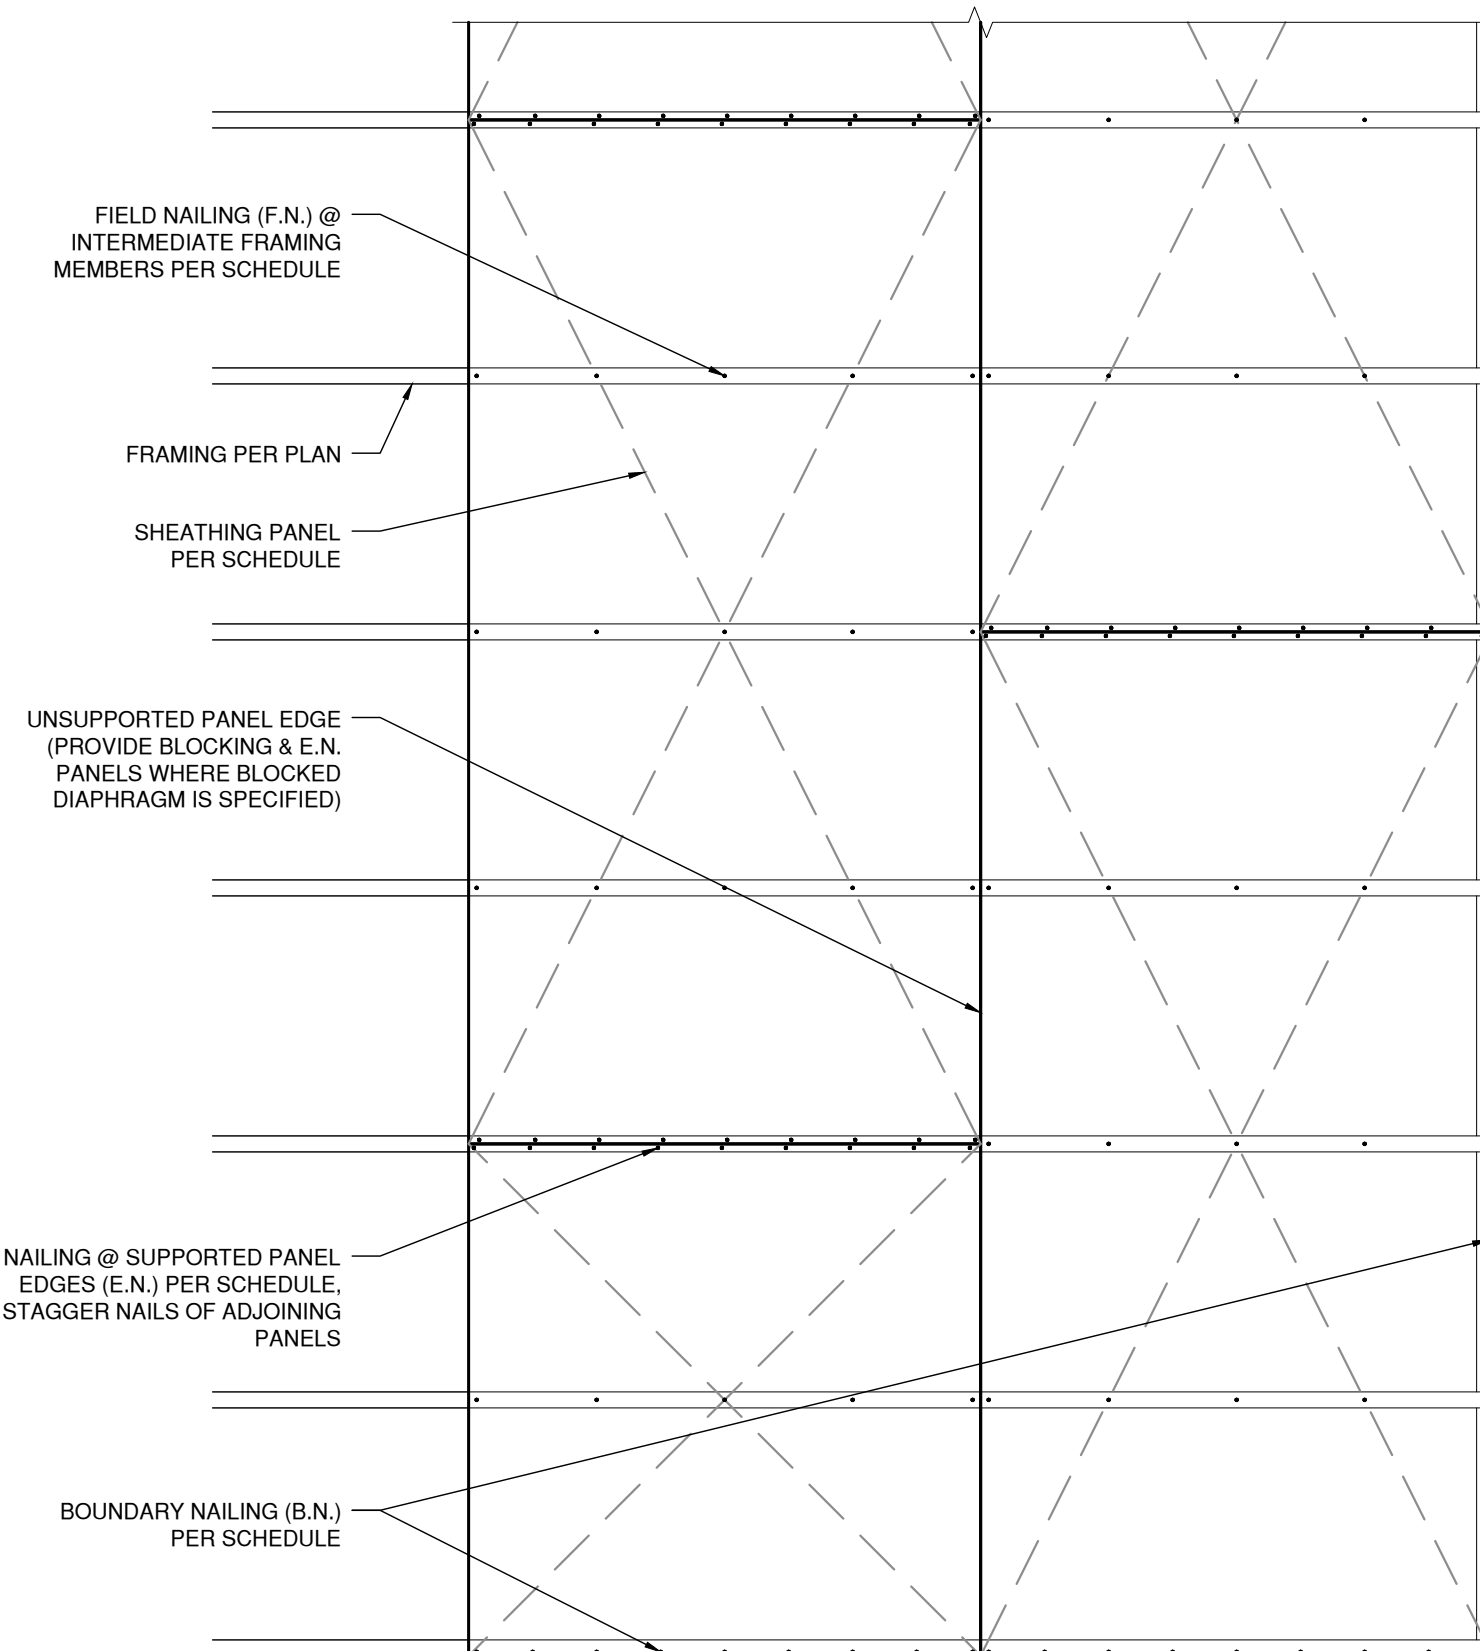 FIELD NAILING (F.N.) @
INTERMEDIATE FRAMING
MEMBERS PER SCHEDULE
FRAMING PER PLAN
SHEATHING PANEL
PER SCHEDULE
UNSUPPORTED PANEL EDGE
(PROVIDE BLOCKING & E.N.
PANELS WHERE BLOCKED
DIAPHRAGM IS SPECIFIED)
NAILING @ SUPPORTED PANEL
EDGES (E.N.) PER SCHEDULE,
STAGGER NAILS OF ADJOINING
PANELS
BOUNDARY NAILING (B.N.)
PER SCHEDULE